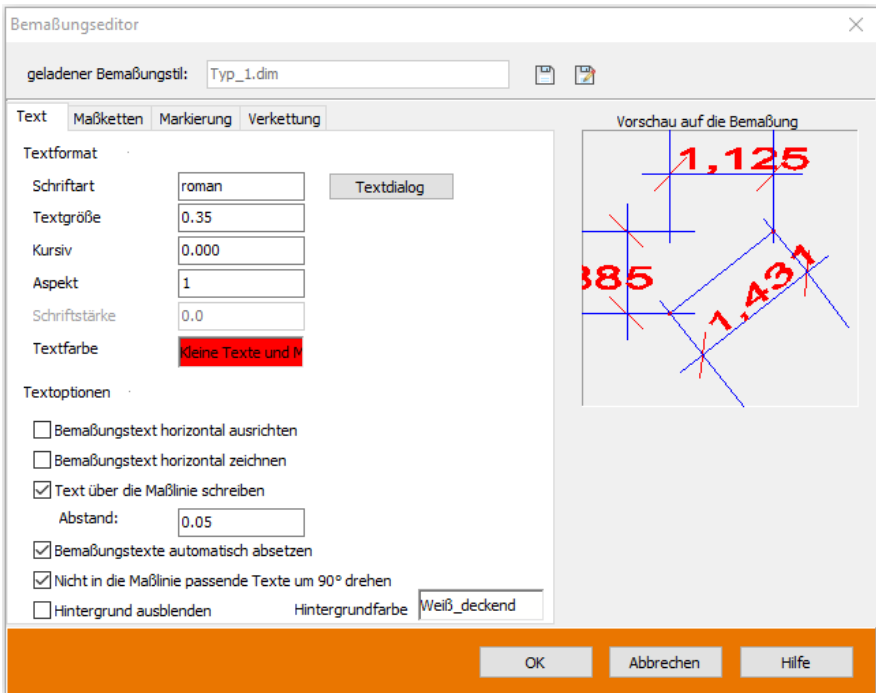 Bemaßungseditor
geladener Bemaßungstil: Typ_1.dim
Text Maßketten Markierung Verkettung
Vorschau auf die Bemaßung
Textformat
Schriftart roman Textdialog
Textgröße 0.35
Kursiv 0.000
Aspekt 1
Schriftstärke 0.0
Textfarbe Kleine Texte und M
1,125
385
1,431
Textoptionen
Bemaßungstext horizontal ausrichten
Bemaßungstext horizontal zeichnen
Text über die Maßlinie schreiben
Abstand: 0.05
Bemaßungstexte automatisch absetzen
Nicht in die Maßlinie passende Texte um 90° drehen
Hintergrund ausblenden Hintergrundfarbe Weiß_deckend
OK Abbrechen Hilfe